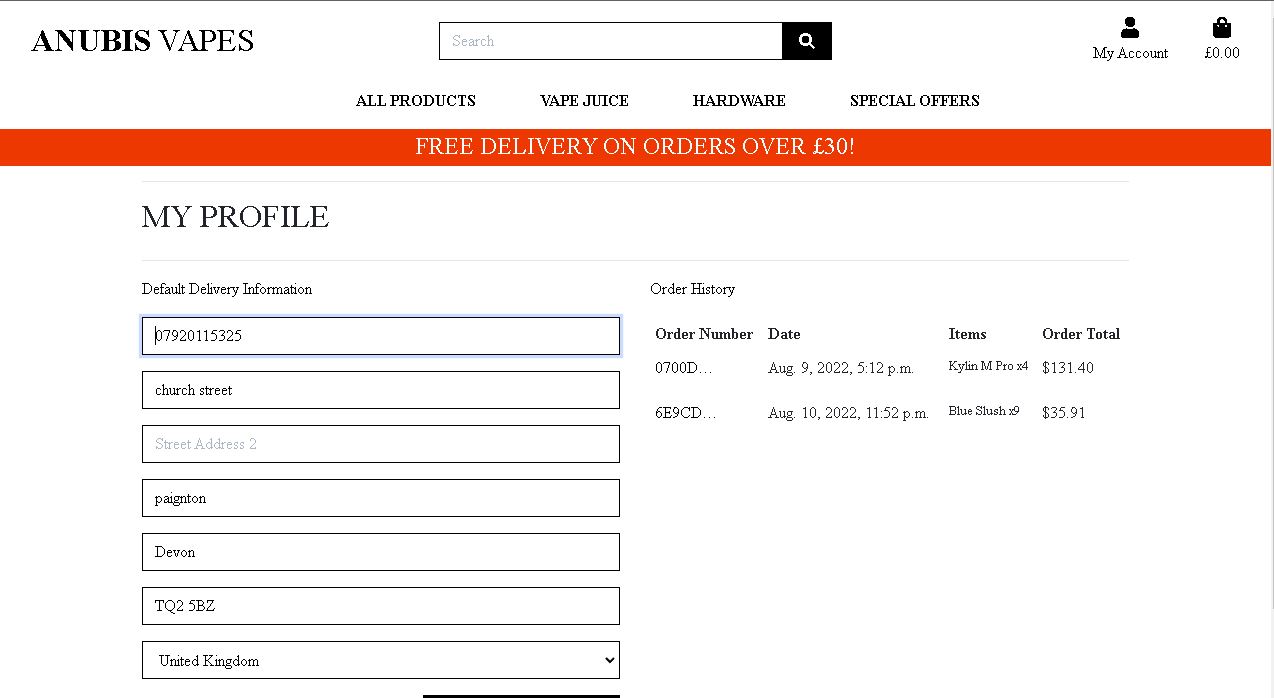 ANUBIS VAPES
Search
My Account
£0.00
ALL PRODUCTS VAPE JUICE HARDWARE SPECIAL OFFERS
FREE DELIVERY ON ORDERS OVER £30!
MY PROFILE
Default Delivery Information
07920115325
church street
Street Address 2
paignton
Devon
TQ2 5BZ
United Kingdom
Order History
Order Number Date Items Order Total
0700D... Aug. 9, 2022, 5:12 p.m. Kylin M Pro x4 $131.40
6E9CD... Aug. 10, 2022, 11:52 p.m. Blue Slush x9 $35.91